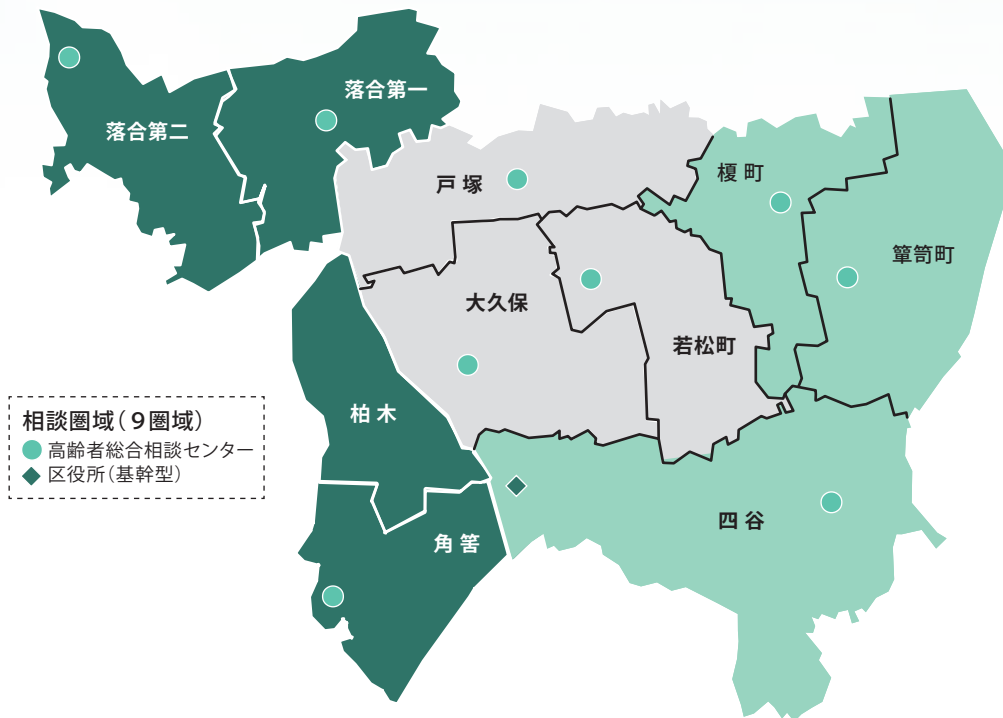 落合第一
落合第二
戸塚
榎町
簞笥町
大久保
若松町
柏木
相談圏域(9圏域)
高齢者総合相談センター
区役所(基幹型)
四谷
角筈